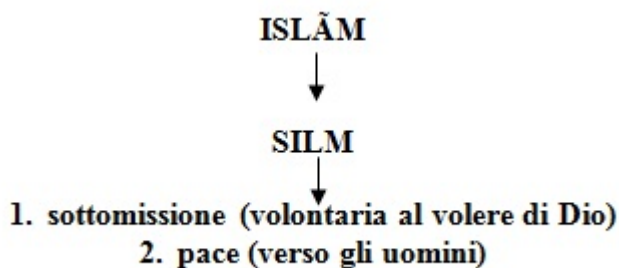 ISLÃM
SILM
1. sottomissione (volontaria al volere di Dio)
2. pace (verso gli uomini)